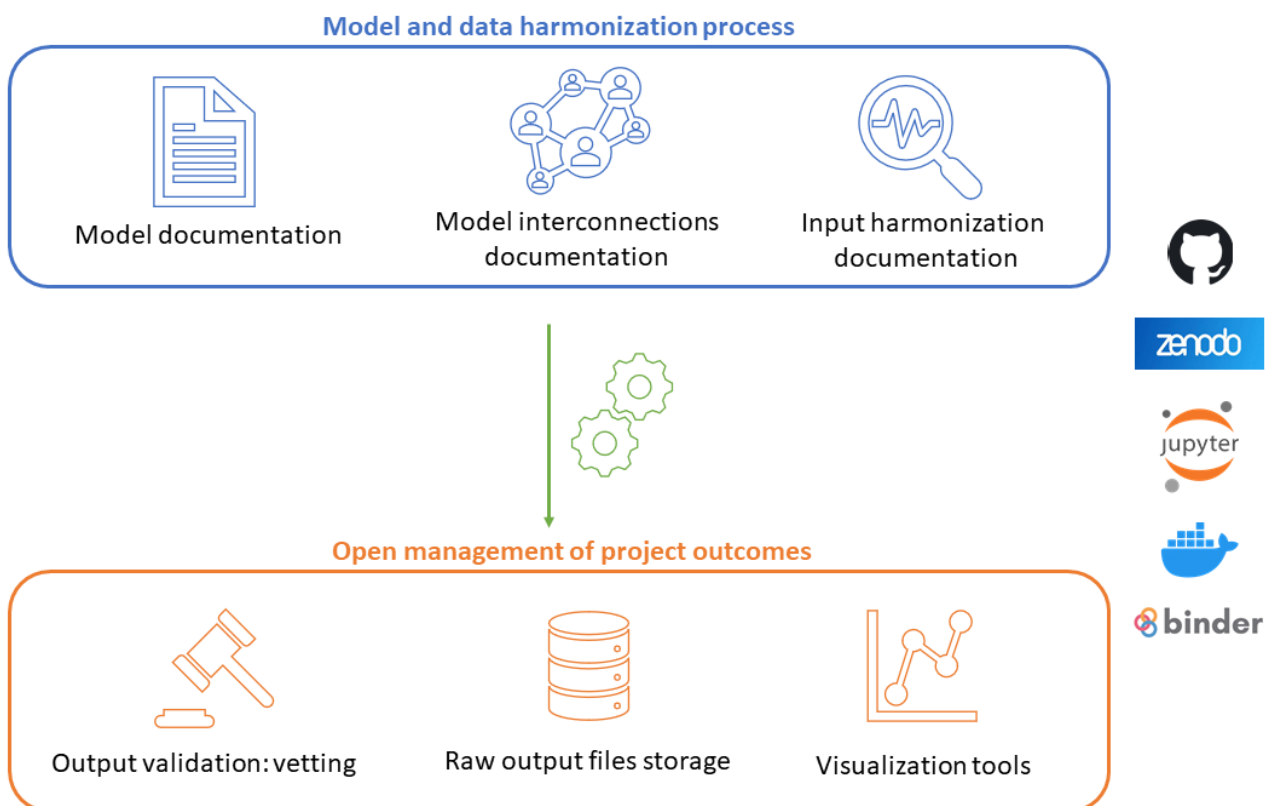 Model and data harmonization process
Model documentation
Model interconnections
documentation
Input harmonization
documentation
zenodo
jupyter
Open management of project outcomes
binder
Output validation: vetting
Raw output files storage
Visualization tools